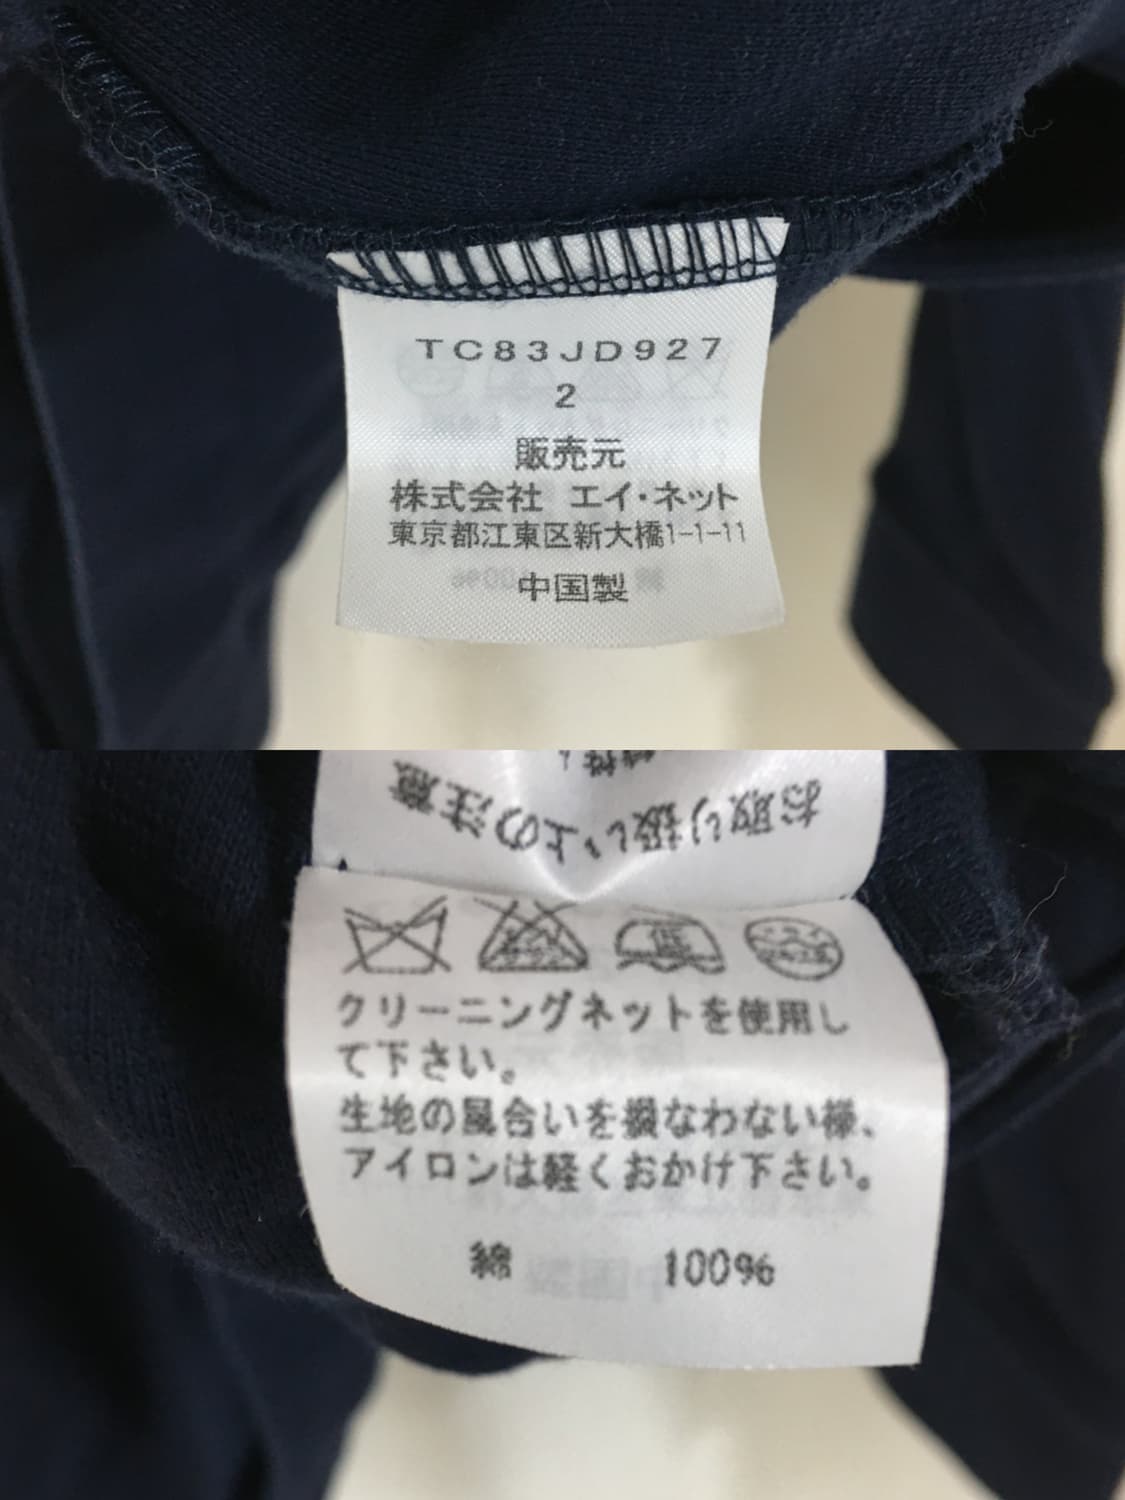 TC83JD927
2
販売元
株式会社 エイ・ネット
東京都江東区新大橋1-1-11
中国製
お取り扱い上の注意
クリーニングネットを使用し
て下さい。
生地の風合いを損なわない様、
アイロンは軽くおかけ下さい。
綿 100%